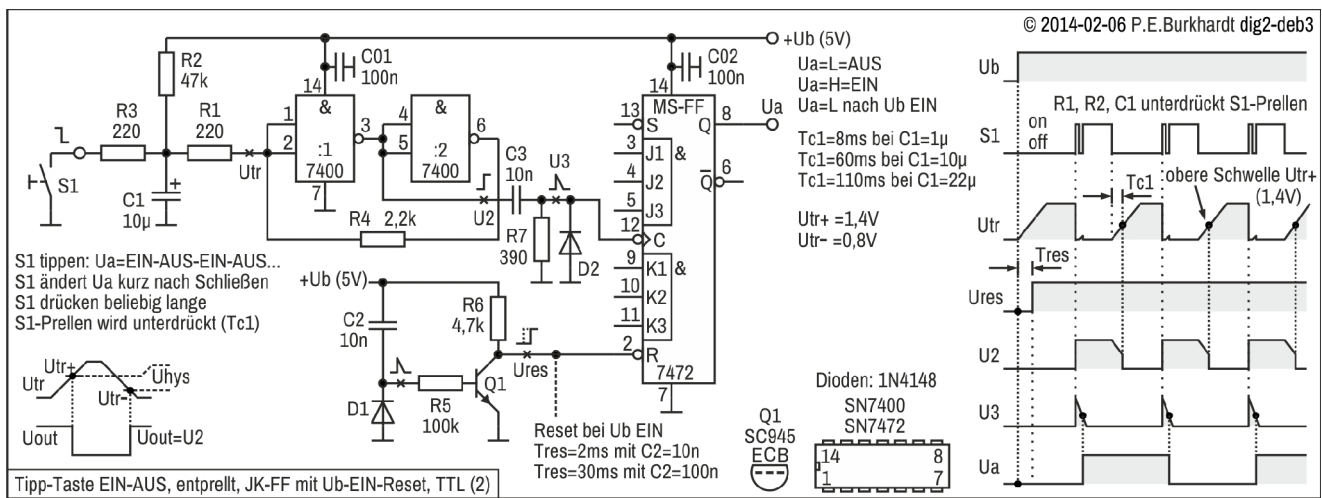 © 2014-02-06 P.E.Burkhardt dig2-deb3
+Ub (5V)
R2
47k
C01
100n
C02
100n
Ua=L=AUS
Ua=H=EIN
Ua=L nach Ub EIN
Tc1=8ms bei C1=1µ
Tc1=60ms bei C1=10µ
Tc1=110ms bei C1=22µ
Utr+ =1,4V
Utr– =0,8V
R3
220
R1
220
Utr
S1
C1
+
10µ
14
&
1
2
:1
3
7400
7
&
4
5
:2
6
7400
C3
10n
U3
U2
R4
2,2k
R7
390
D2
14
MS-FF
13
S
Q
8
Ua
3
J1
&
4
J2
5
J3
Q
6
12
C
9
K1
&
10
K2
11
K3
2
R
7472
7
S1 tippen: Ua=EIN-AUS-EIN-AUS...
S1 ändert Ua kurz nach Schließen
S1 drücken beliebig lange
S1-Prellen wird unterdrückt (Tc1)
Utr+
Utr
Uhys
Utr–
Uout
Uout=U2
+Ub (5V)
C2
10n
R6
4,7k
Ures
Q1
D1
R5
100k
Reset bei Ub EIN
Tres=2ms mit C2=10n
Tres=30ms mit C2=100n
Dioden: 1N4148
Q1
SC945
ECB
SN7400
SN7472
14
8
1
7
Ub
R1, R2, C1 unterdrückt S1-Prellen
S1
on
off
Tc1
obere Schwelle Utr+
(1,4V)
Utr
Tres
Ures
U2
U3
Ua
Tipp-Taste EIN-AUS, entprellt, JK-FF mit Ub-EIN-Reset, TTL (2)